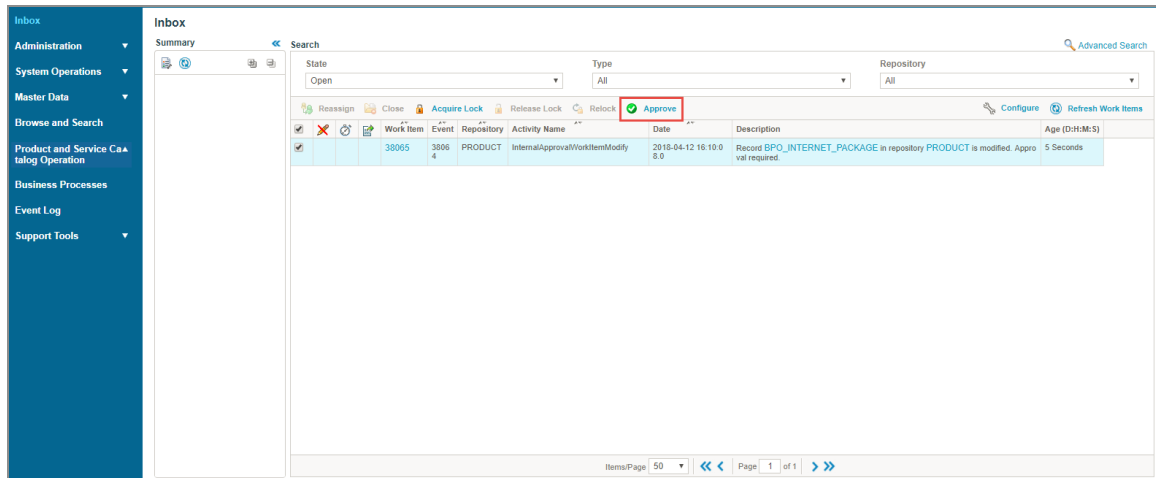 Inbox
Administration
System Operations
Master Data
Browse and Search
Product and Service Ca
talog Operation
Business Processes
Event Log
Support Tools
Inbox
Summary
Search
Advanced Search
State
Type
Repository
Open
All
All
Reassign Close Acquire Lock Release Lock Relock Approve Configure Refresh Work Items
Work Item Event Repository Activity Name Date Description Age (D:H:M:S)
38065 3806 PRODUCT InternalApprovalWorkItemModify 2018-04-12 16:10:0 Record BPO_INTERNET_PACKAGE in repository PRODUCT is modified. Appro 5 Seconds
4 8.0 val required.
Items/Page 50 Page 1 of 1